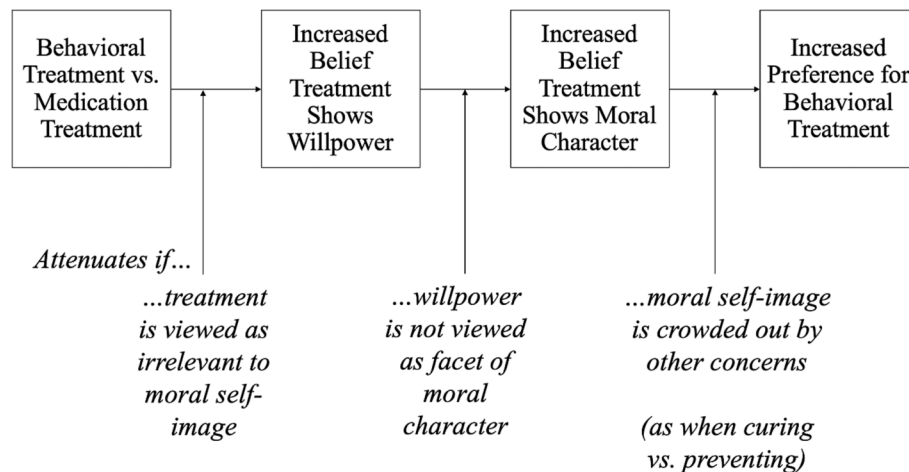 Behavioral
Treatment vs.
Medication
Treatment
Increased
Belief
Treatment
Shows
Willpower
Increased
Belief
Treatment
Shows Moral
Character
Increased
Preference for
Behavioral
Treatment
Attenuates if…
…treatment
is viewed as
irrelevant to
moral self-
image
…willpower
is not viewed
as facet of
moral
character
…moral self-image
is crowded out by
other concerns
(as when curing
vs. preventing)